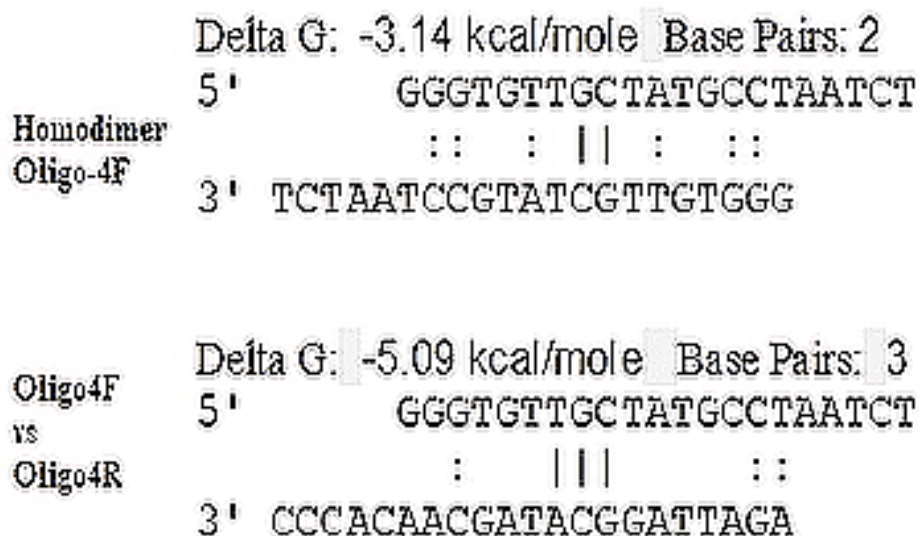 Delta G: -3.14 kcal/mole Base Pairs: 2
5' GGGTGTTGCTATGCCTAATCT
Homodimer
Oligo-4F
:: : || : ::
3' TCTAATCCGTATCGTTGTGGG
Delta G: -5.09 kcal/mole Base Pairs: 3
Oligo4F
vs
Oligo4R
5' GGGTGTTGCTATGCCTAATCT
: ||| ::
3' CCCACAACGATACGGATTAGA